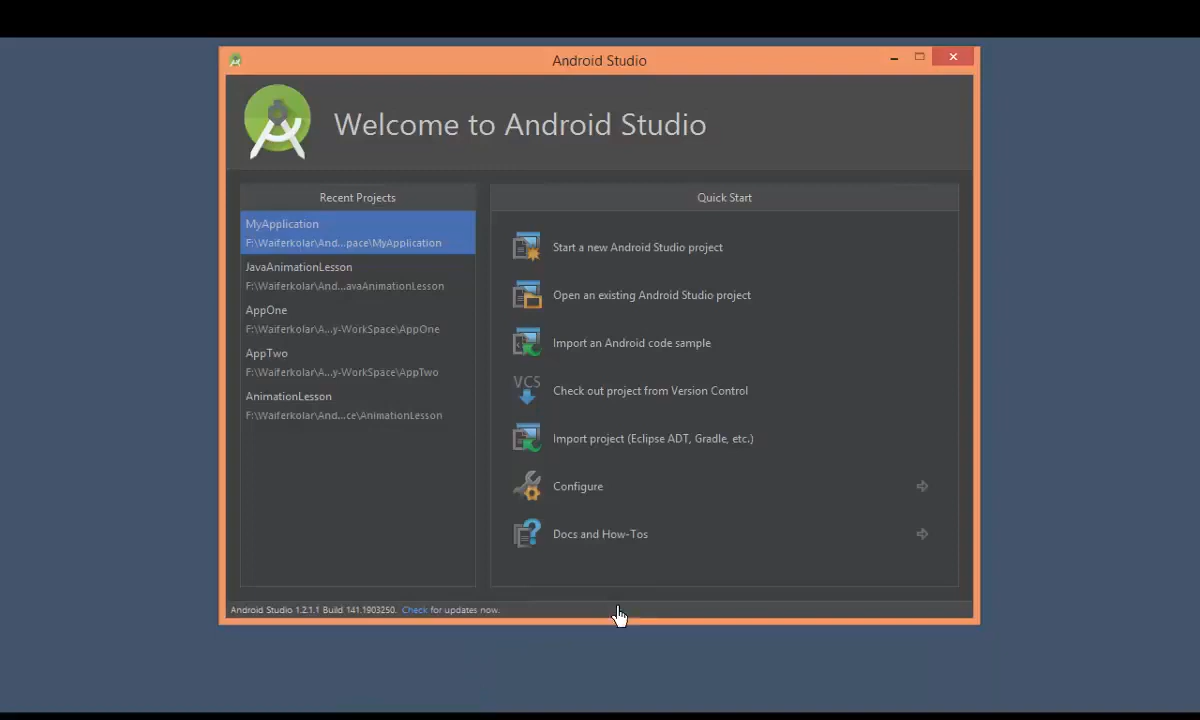 Android Studio
Welcome to Android Studio
Recent Projects
MyApplication
F:\Waiferkolar\And...pace\MyApplication
JavaAnimationLesson
F:\Waiferkolar\And...avaAnimationLesson
AppOne
F:\Waiferkolar\A...y-WorkSpace\AppOne
AppTwo
F:\Waiferkolar\A...y-WorkSpace\AppTwo
AnimationLesson
F:\Waiferkolar\And...ce\AnimationLesson
Quick Start
Start a new Android Studio project
Open an existing Android Studio project
Import an Android code sample
VCS
Check out project from Version Control
Import project (Eclipse ADT, Gradle, etc.)
Configure
Docs and How-Tos
Android Studio 1.2.1.1 Build 141.1903250. Check for updates now.